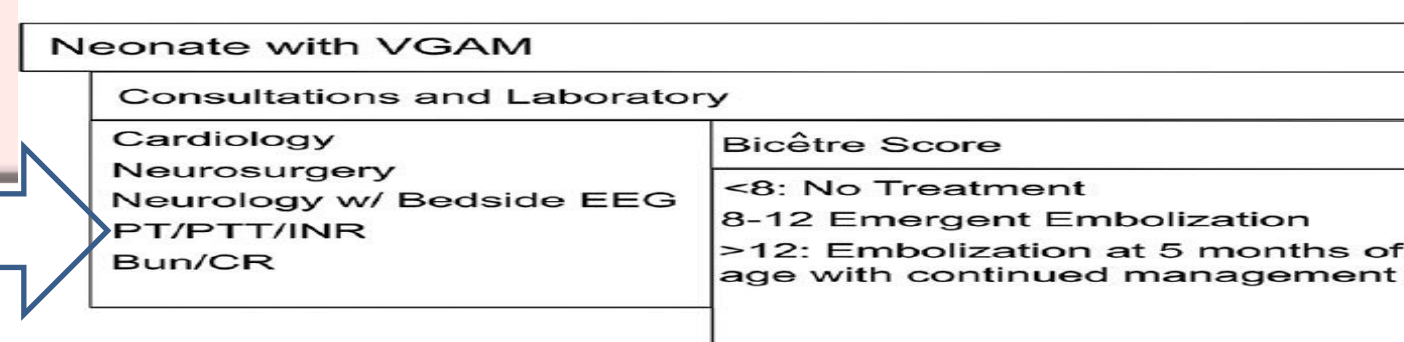 Neonate with VGAM
Consultations and Laboratory
Cardiology
Neurosurgery
Neurology w/ Bedside EEG
PT/PTT/INR
Bun/CR
Bicêtre Score
<8: No Treatment
8-12 Emergent Embolization
>12: Embolization at 5 months of
age with continued management